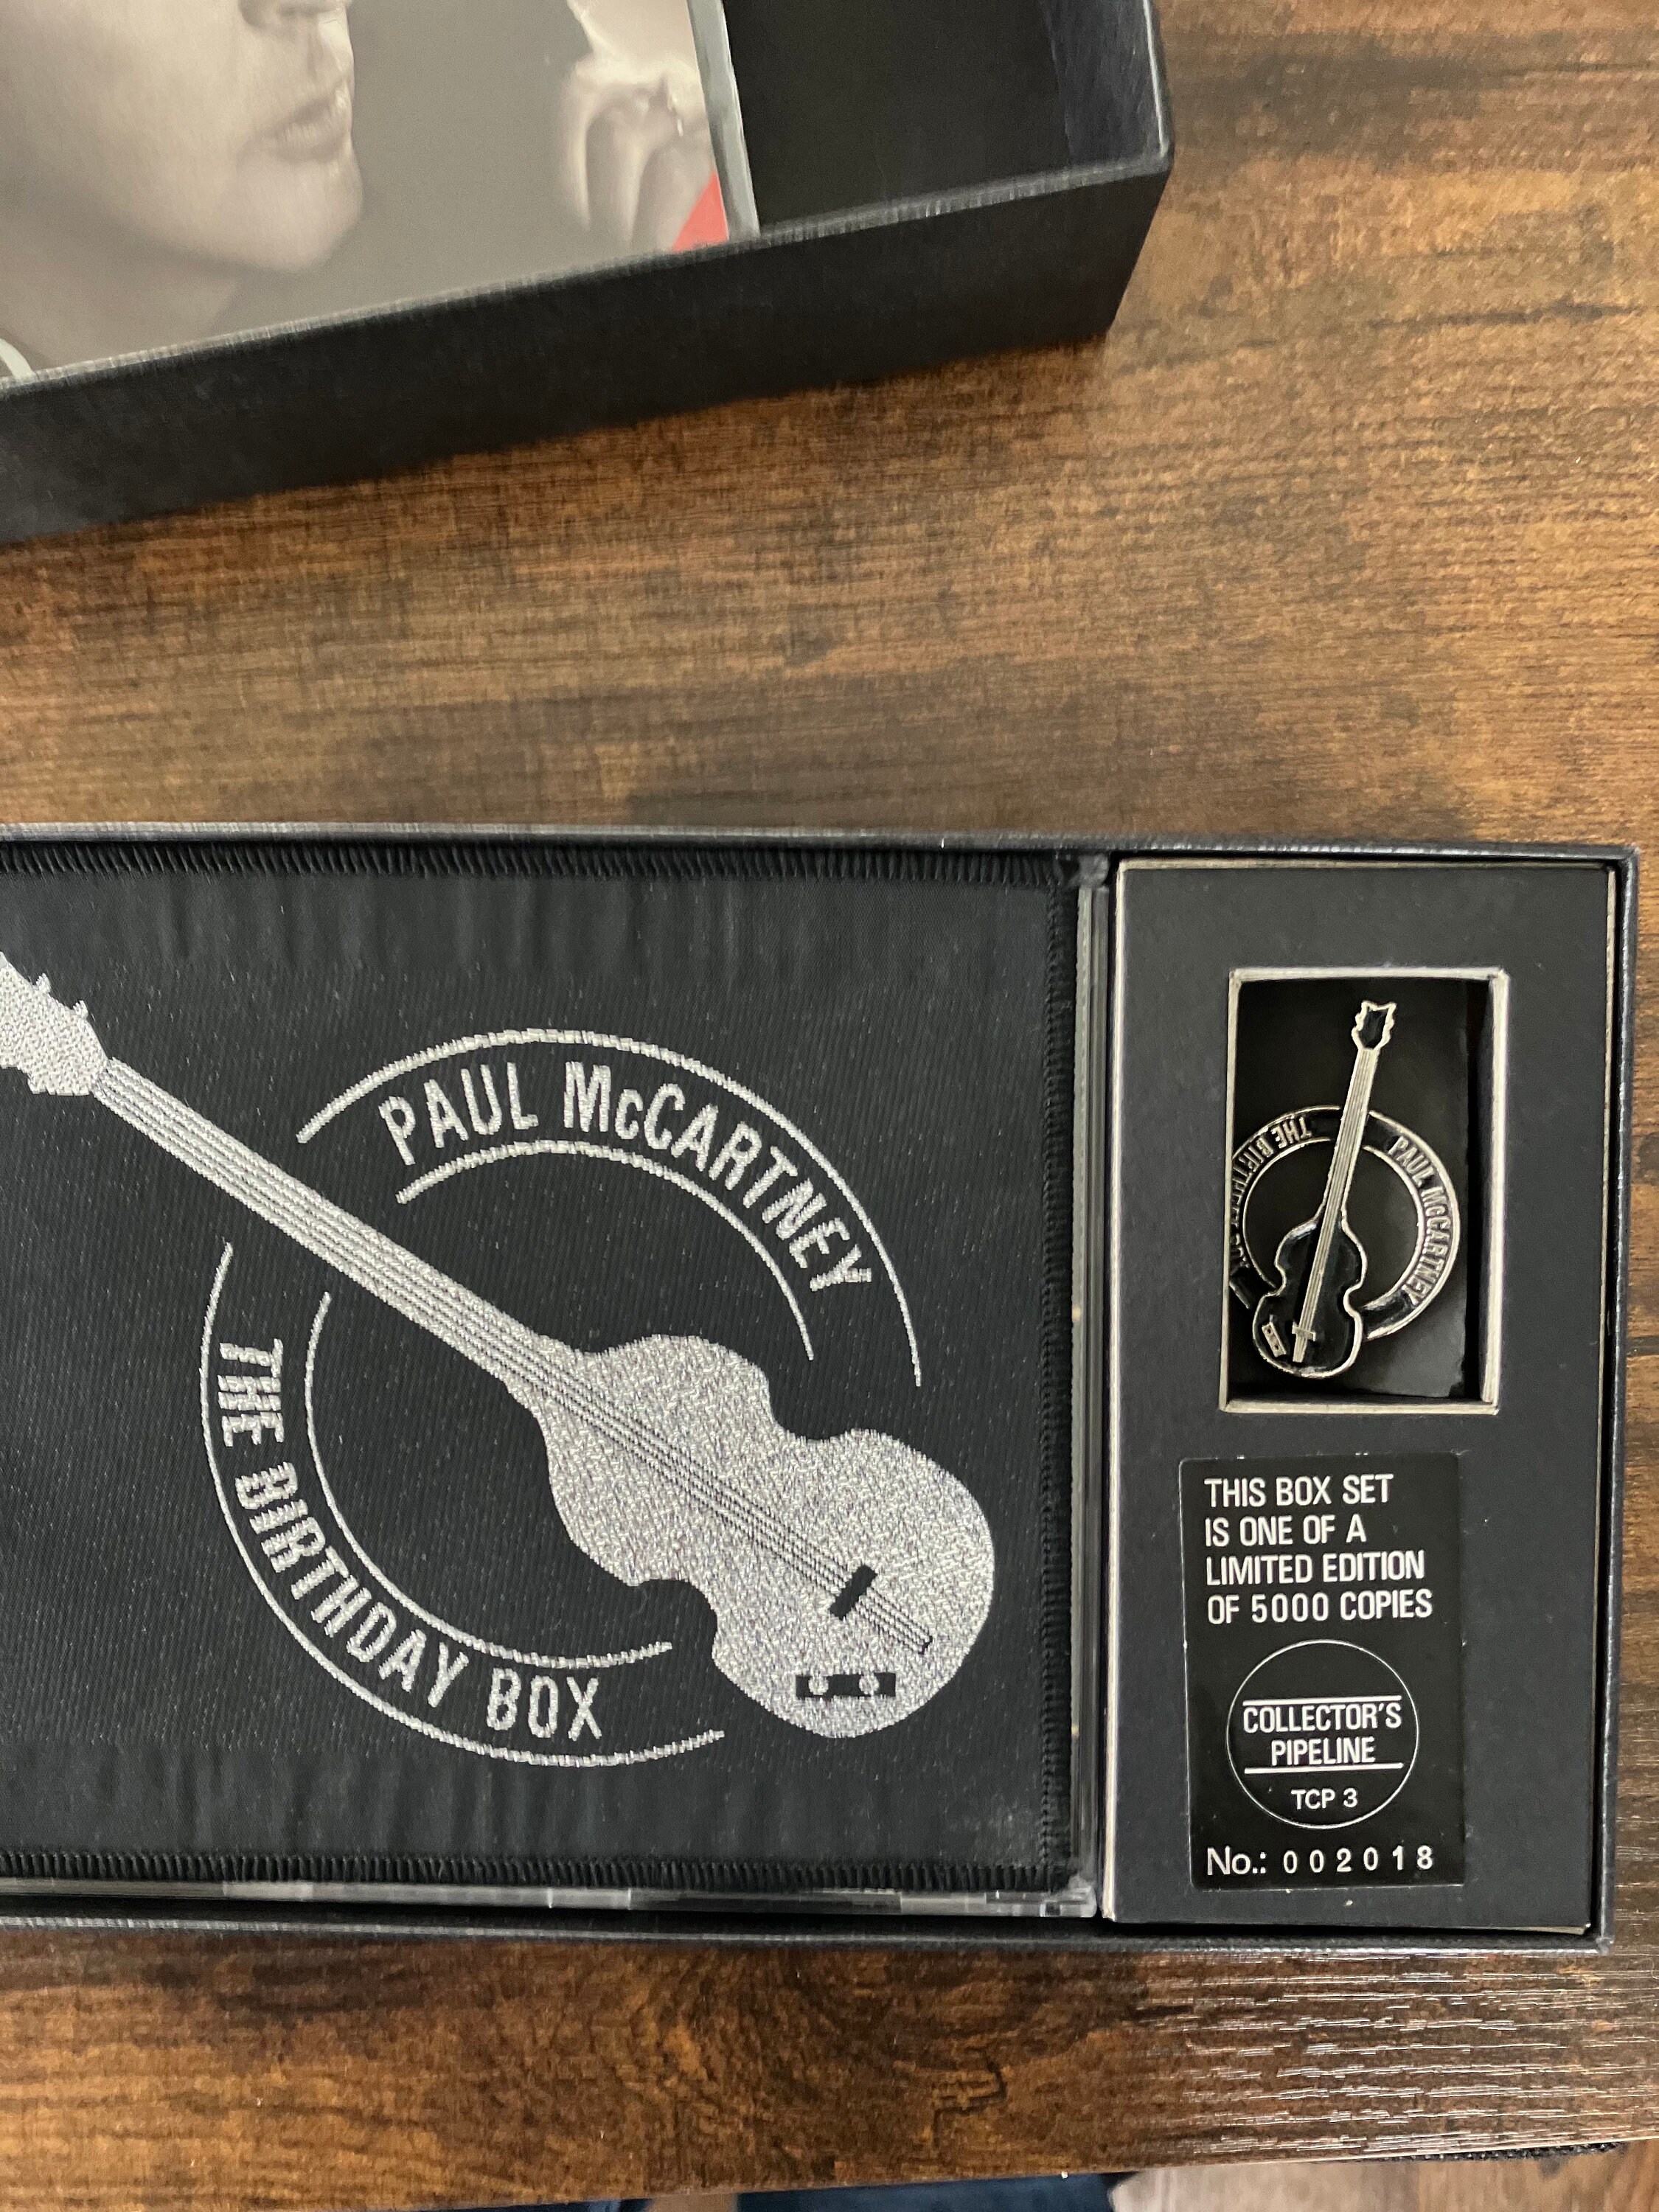 PAUL McCARTNEY
THE BIRTHDAY BOX
PAUL McCARTNEY
THE BIRTHDAY
THIS BOX SET
IS ONE OF A
LIMITED EDITION
OF 5000 COPIES
COLLECTOR'S
PIPELINE
TCP 3
No.: 002018